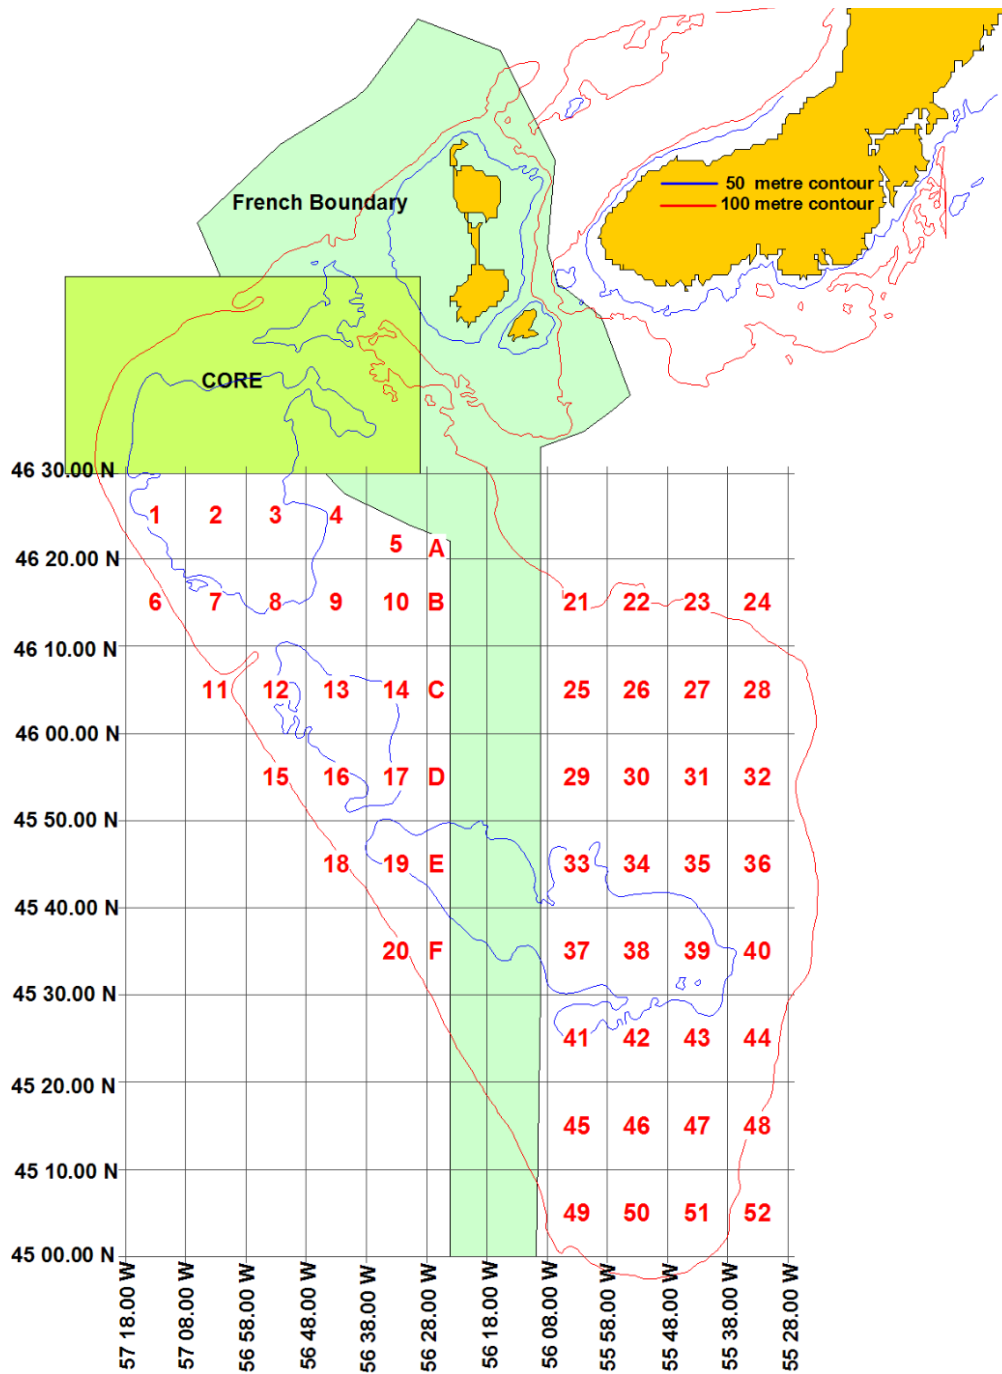 50 metre contour
100 metre contour
French Boundary
CORE
46 30.00 N
1 2 3 4
5 A
46 20.00 N
6 7 8 9 10 B 21 22 23 24
46 10.00 N
11 12 13 14 C 25 26 27 28
46 00.00 N
15 16 17 D 29 30 31 32
45 50.00 N
18 19 E 33 34 35 36
45 40.00 N
20 F 37 38 39 40
45 30.00 N
41 42 43 44
45 20.00 N
45 46 47 48
45 10.00 N
49 50 51 52
45 00.00 N
57 18.00 W
57 08.00 W
56 58.00 W
56 48.00 W
56 38.00 W
56 28.00 W
56 18.00 W
56 08.00 W
55 58.00 W
55 48.00 W
55 38.00 W
55 28.00 W